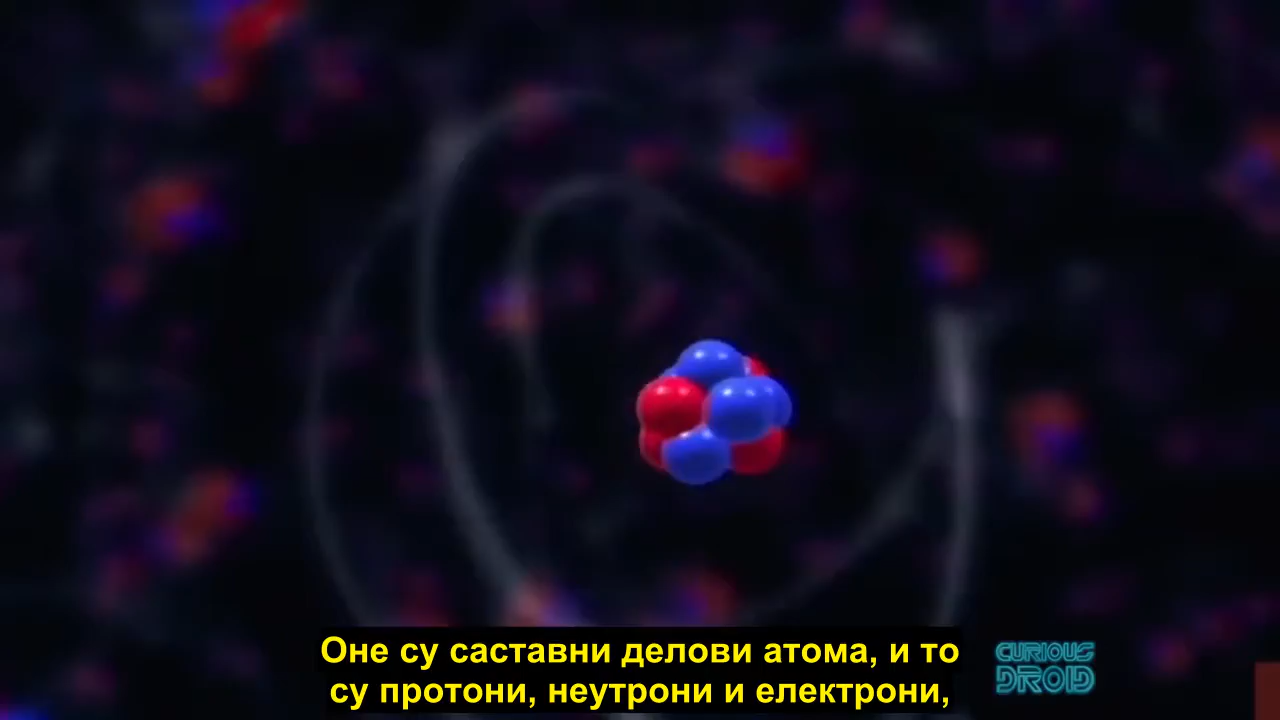 Оне су саставни делови атома, и то
су протони, неутрони и електрони,
CURIOUS
DROID